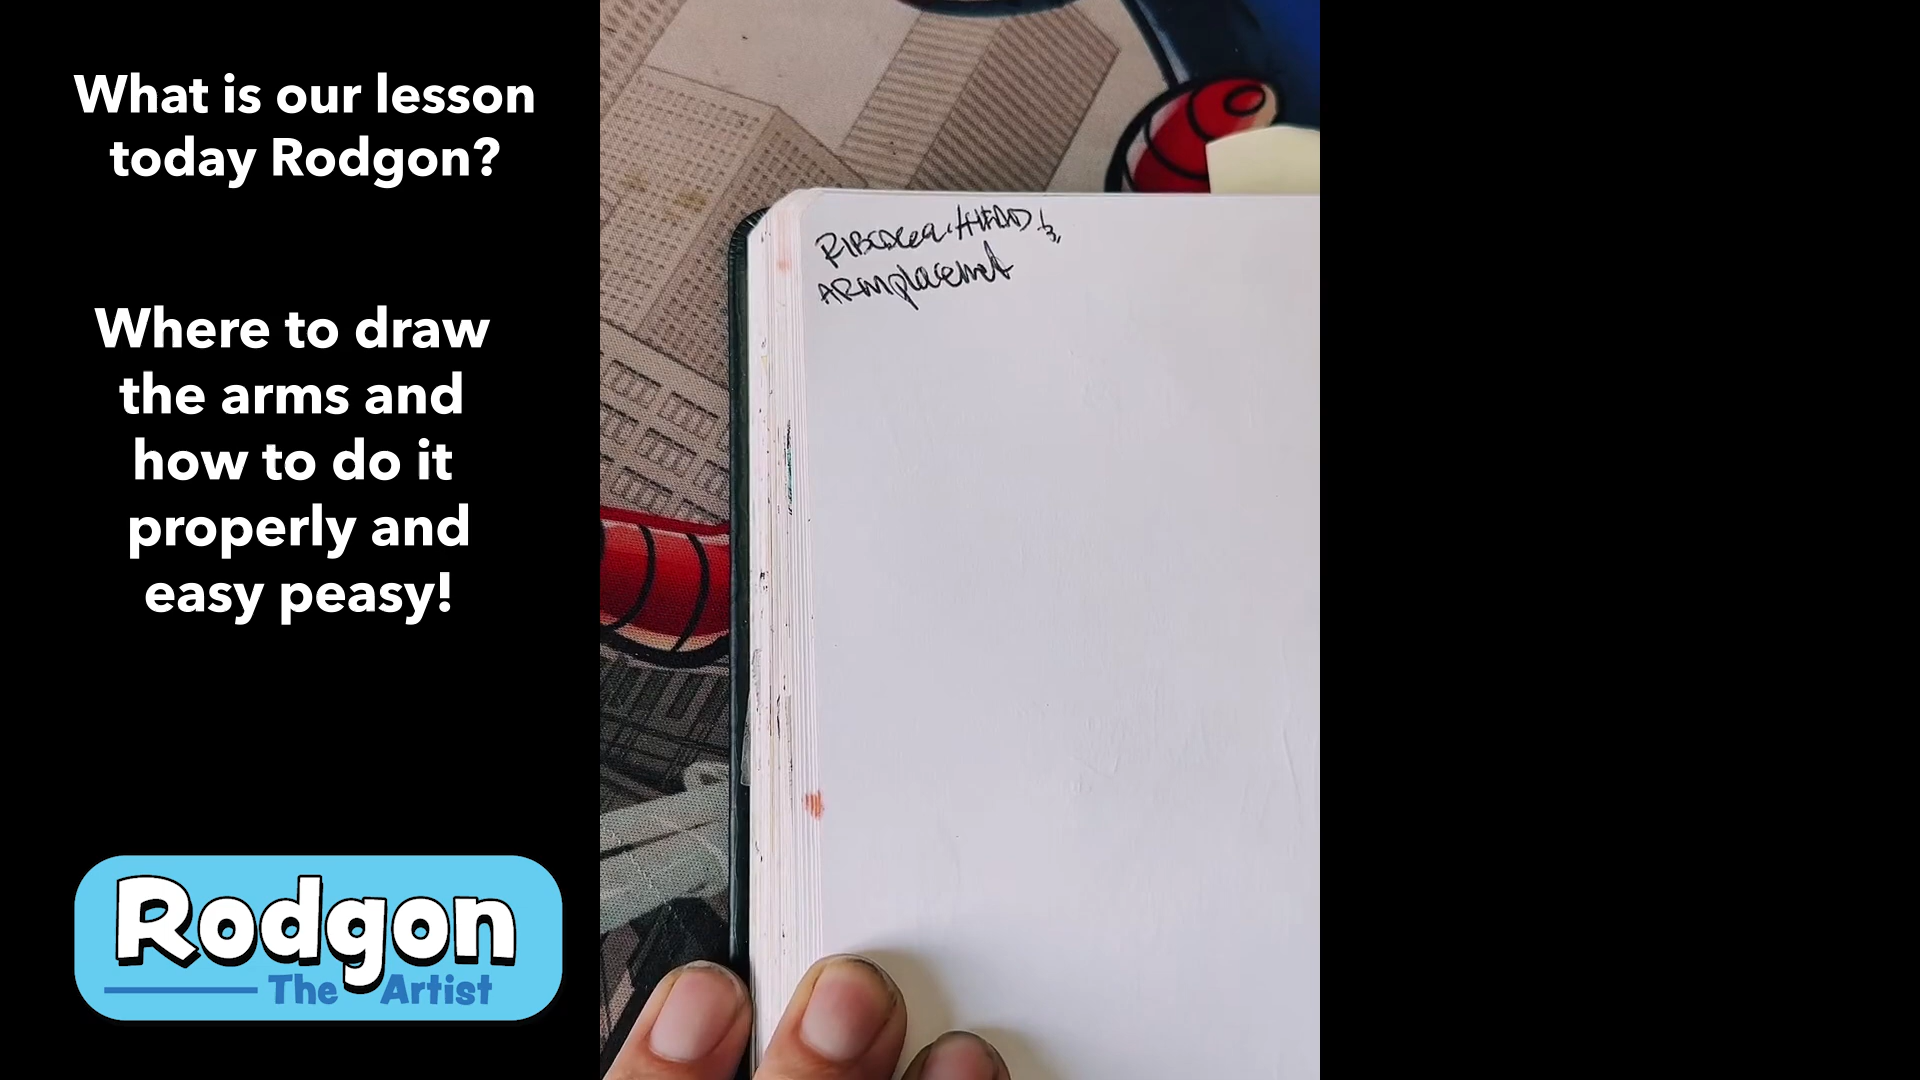 What is our lesson
today Rodgon?
Where to draw
the arms and
how to do it
properly and
easy peasy!
Rodgon
The Artist
HEAD
ARM placement